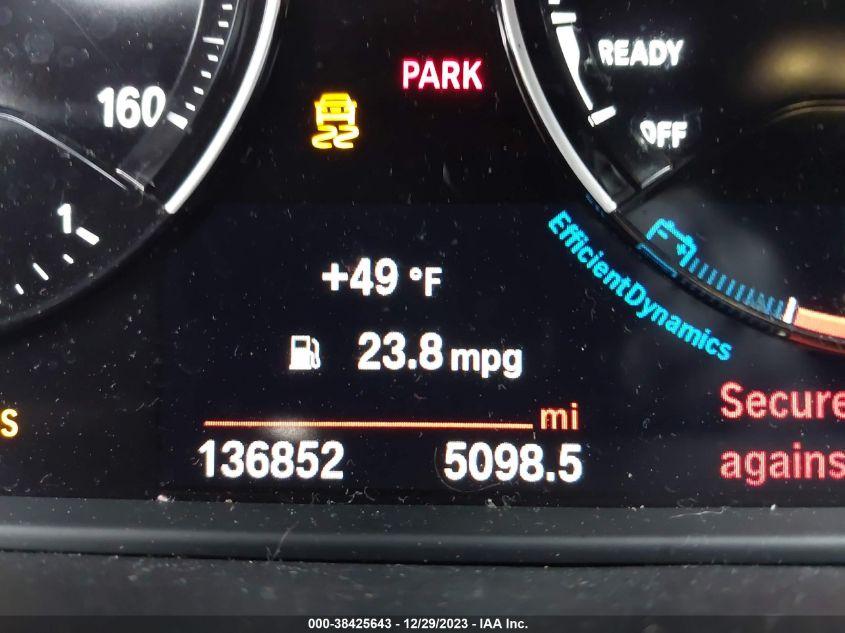 160
1
PARK
READY
OFF
+49 °F
EfficientDynamics
23.8 mpg
mi
136852 5098.5
S
Secure
agains
000-38425643 - 12/29/2023 - IAA Inc.